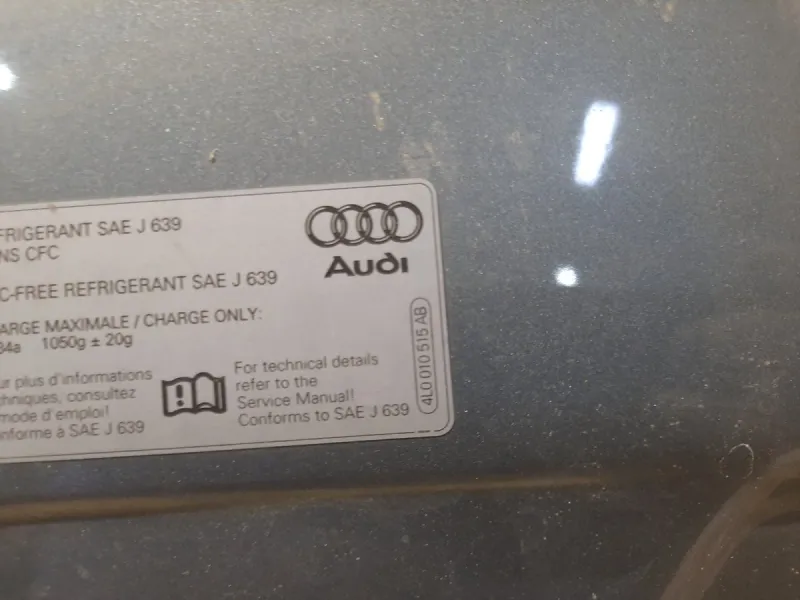 FRIGERANT SAE J 639
NS CFC
C-FREE REFRIGERANT SAE J 639
ARGE MAXIMALE / CHARGE ONLY:
34a 1050g ± 20g
ur plus d'informations
chniques, consultez
mode d'emploi!
nforme à SAE J 639
For technical details
refer to the
Service Manual!
Conforms to SAE J 639
Audi
4L0 010 515 AB